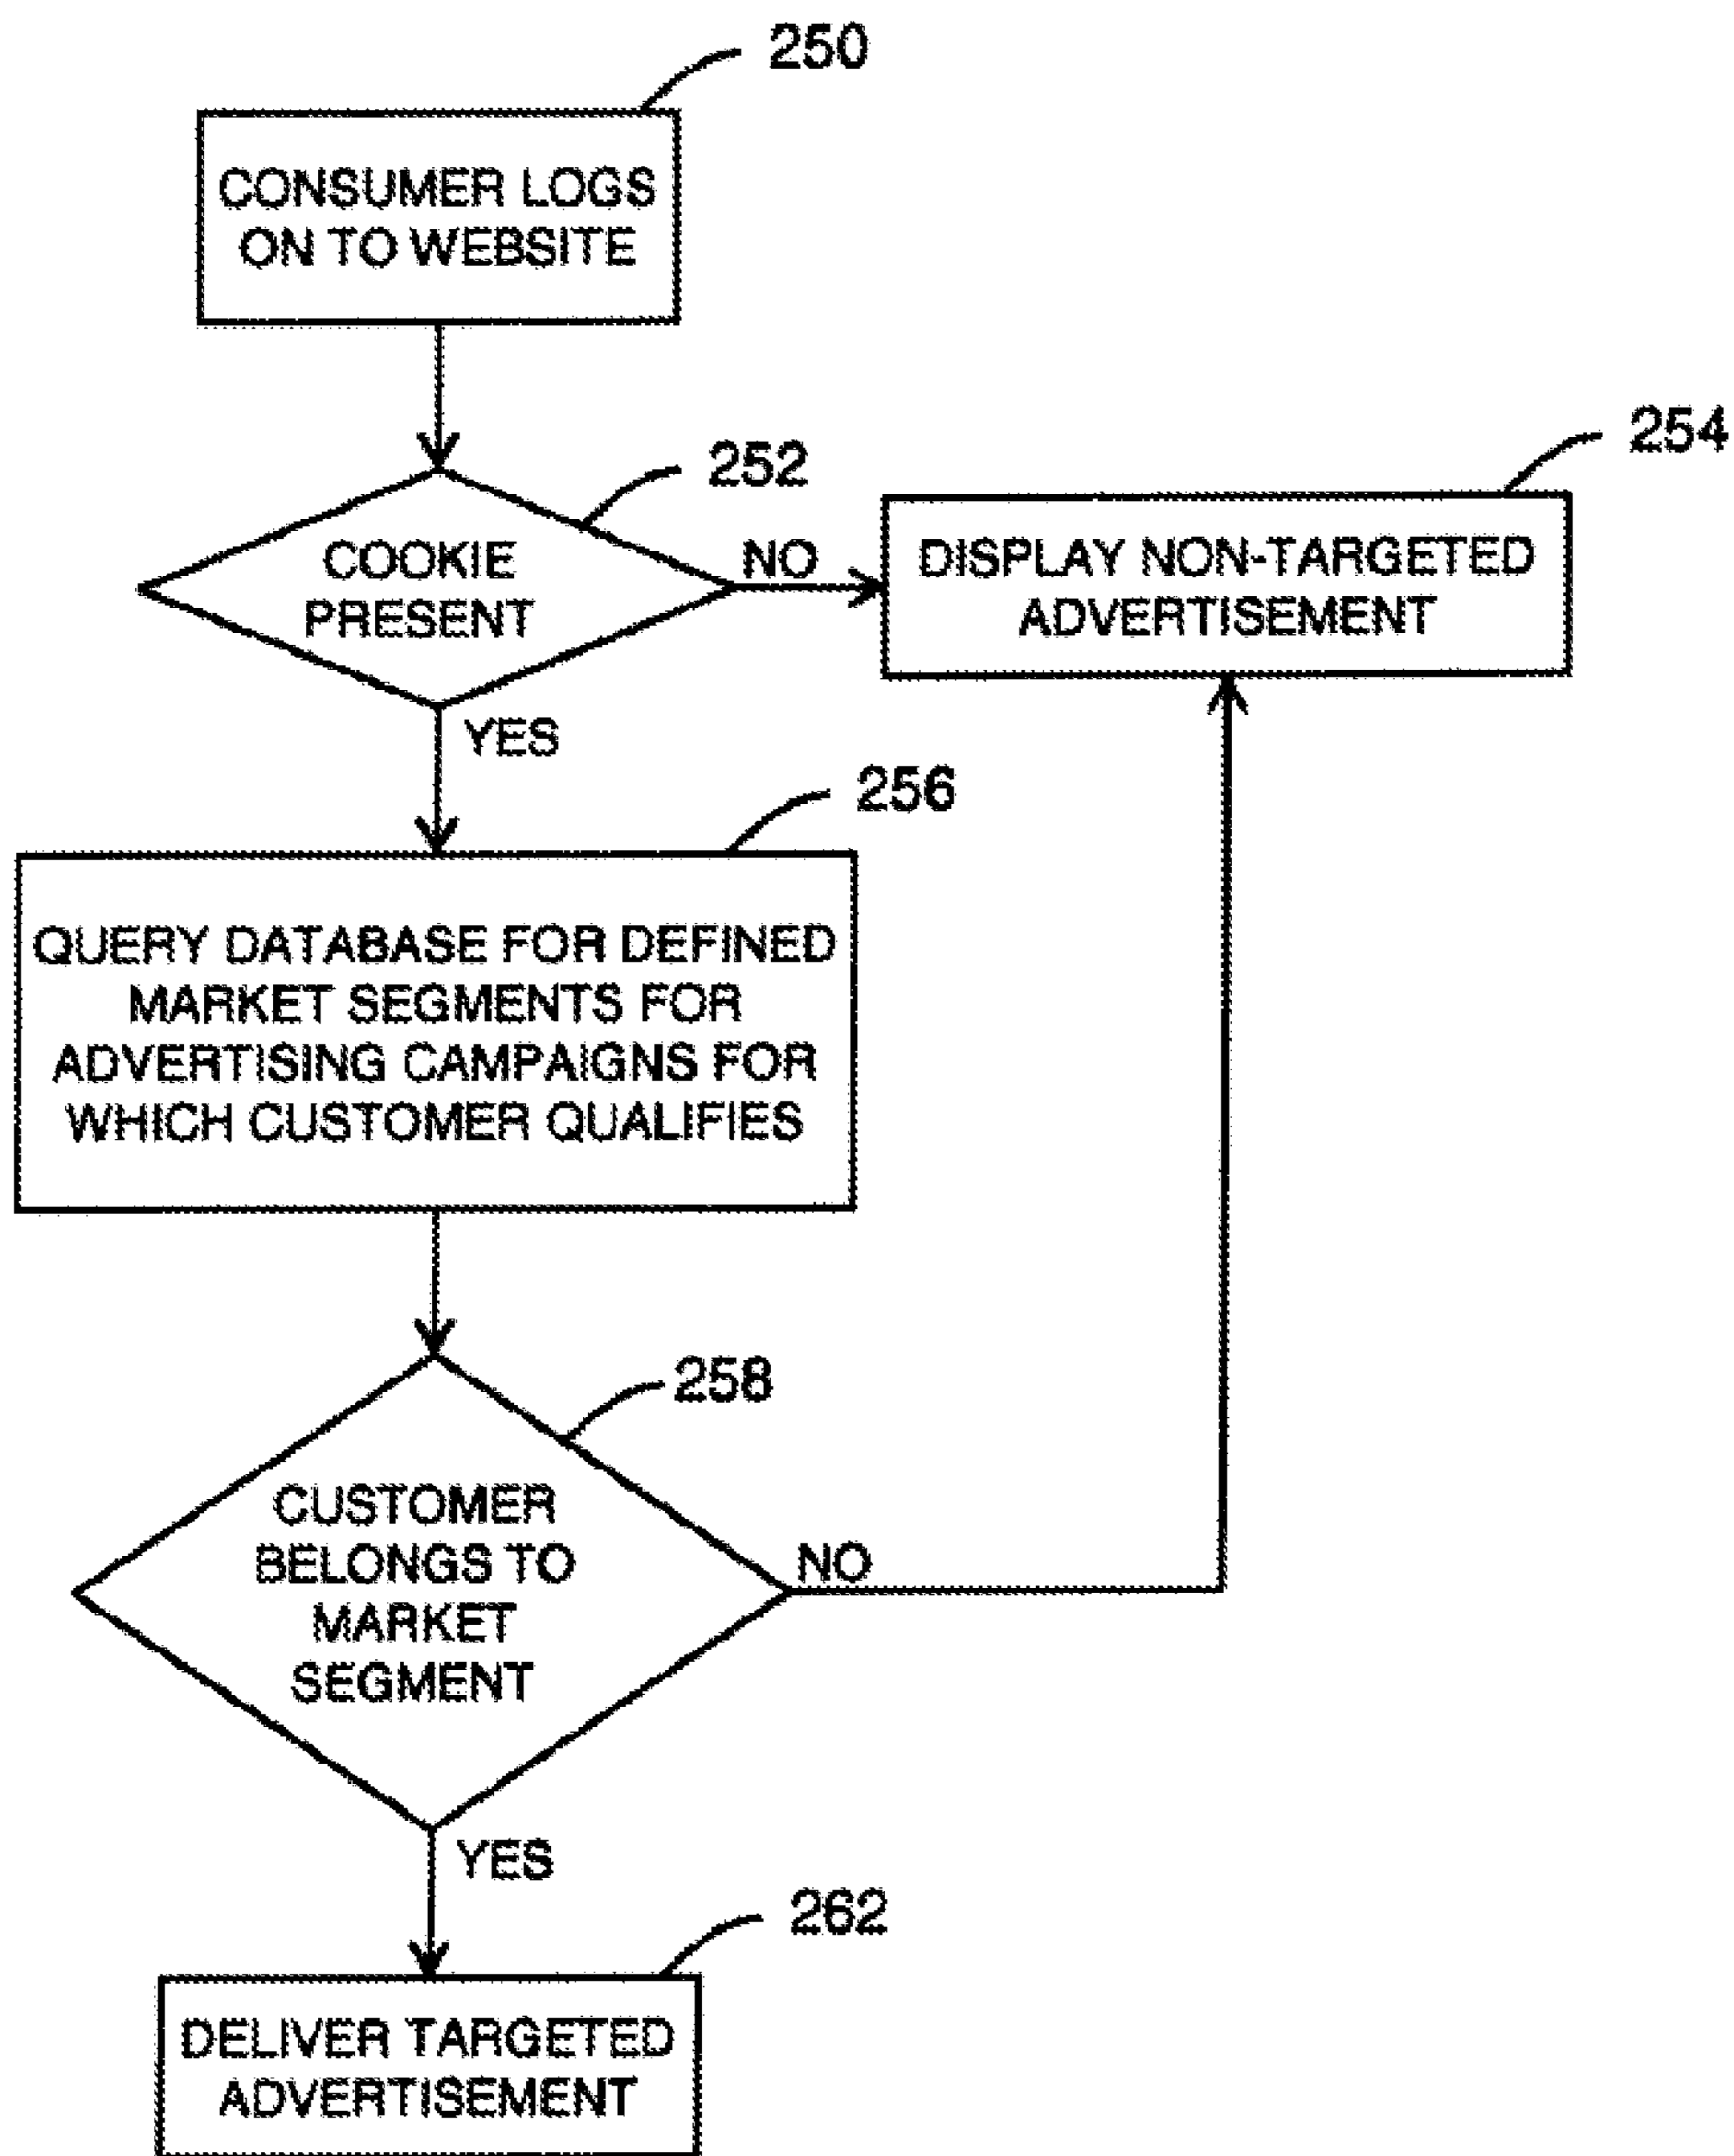 250
CONSUMER LOGS
ON TO WEBSITE
252
254
COOKIE
PRESENT
NO
DISPLAY NON-TARGETED
ADVERTISEMENT
YES
256
QUERY DATABASE FOR DEFINED
MARKET SEGMENTS FOR
ADVERTISING CAMPAIGNS FOR
WHICH CUSTOMER QUALIFIES
258
CUSTOMER
BELONGS TO
MARKET
SEGMENT
NO
YES
262
DELIVER TARGETED
ADVERTISEMENT